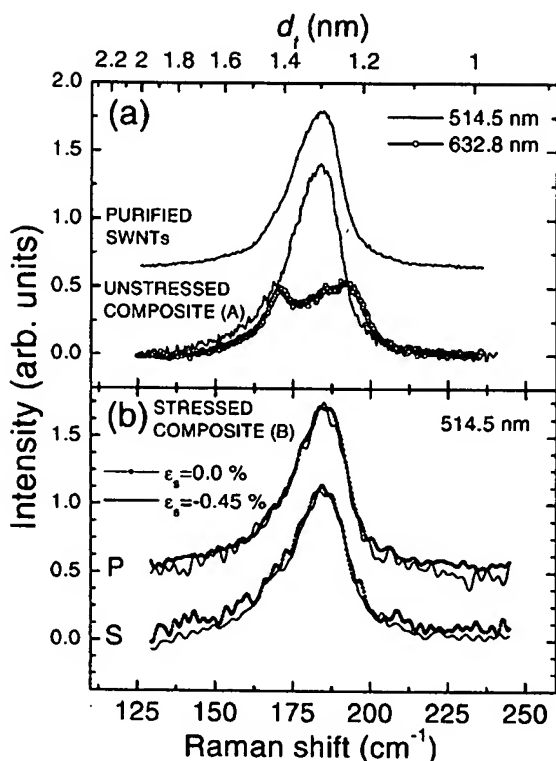 d_t (nm)
2.2 2 1.8 1.6 1.4 1.2 1
2.0
(a)
514.5 nm
632.8 nm
1.5
PURIFIED
SWNTs
1.0
0.5
UNSTRESSED
COMPOSITE (A)
0.0
Intensity (arb. units)
(b) STRESSED
COMPOSITE (B)
514.5 nm
1.5
ε_s=0.0 %
ε_s=-0.45 %
1.0
P
0.5
S
0.0
125 150 175 200 225 250
Raman shift (cm⁻¹)